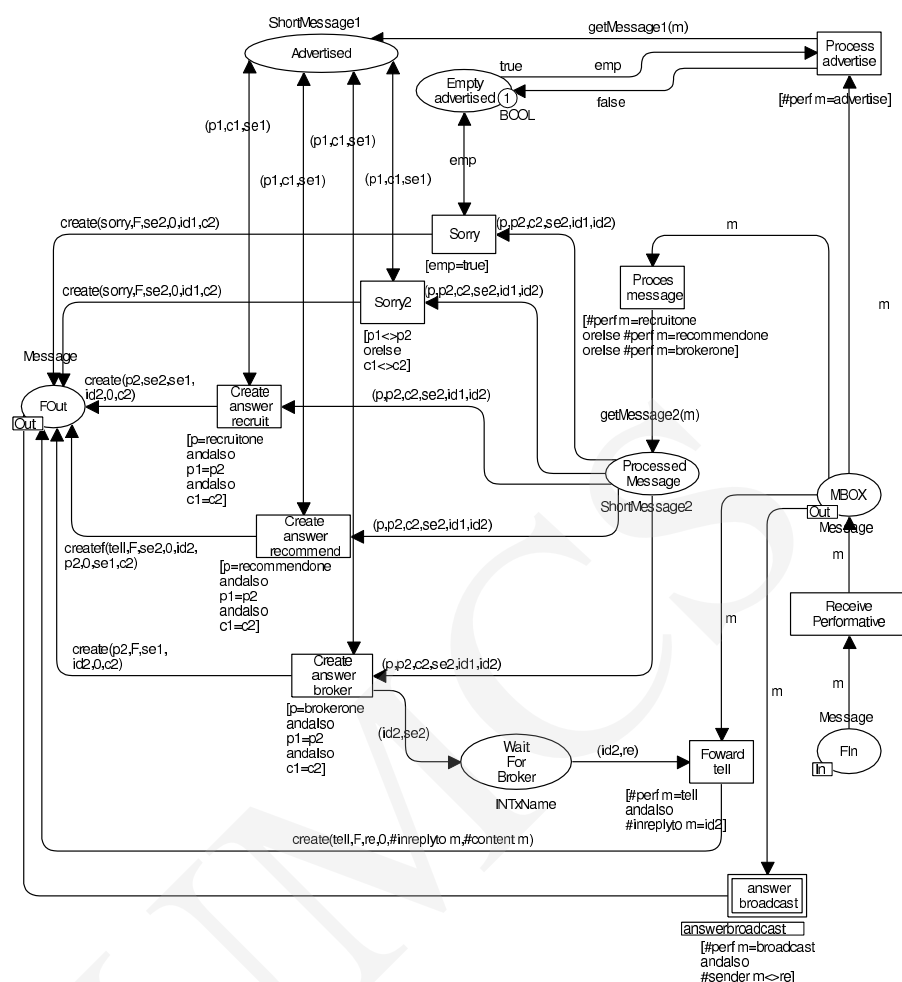 ShortMessage1
Advertised
getMessage1(m)
Process
advertise
true
emp
Empty
advertised
1
BOOL
false
[#perf m=advertise]
(p1,c1,se1)
(p1,c1,se1)
(p1,c1,se1)
(p1,c1,se1)
emp
create(sorry,F,se2,0,id1,c2)
Sorry
(p,p2,c2,se2,id1,id2)
[emp=true]
m
Proces
message
m
create(sorry,F,se2,0,id1,c2)
Sorry2
(p,p2,c2,se2,id1,id2)
[p1<>p2
orelse
c1<>c2]
[#perf m=recruitone
orelse #perf m=recommendone
orelse #perf m=brokerone]
Message
FOut
Out
create(p2,se2,se1,
id2,0,c2)
Create
answer
recruit
(p,p2,c2,se2,id1,id2)
[p=recruitone
andalso
p1=p2
andalso
c1=c2]
getMessage2(m)
Processed
Message
ShortMessage2
MBOX
Out
Message
createf(tell,F,se2,0,id2,
p2,0,se1,c2)
Create
answer
recommend
(p,p2,c2,se2,id1,id2)
[p=recommendone
andalso
p1=p2
andalso
c1=c2]
m
Receive
Performative
m
m
m
create(p2,F,se1,
id2,0,c2)
Create
answer
broker
(p,p2,c2,se2,id1,id2)
[p=brokerone
andalso
p1=p2
andalso
c1=c2]
(id2,se2)
Wait
For
Broker
INTxName
(id2,re)
Foward
tell
[#perf m=tell
andalso
#inreplyto m=id2]
Message
FIn
In
create(tell,F,re,0,#inreplyto m,#content m)
answer
broadcast
answerbroadcast
[#perf m=broadcast
andalso
#sender m<>re]
UMCS